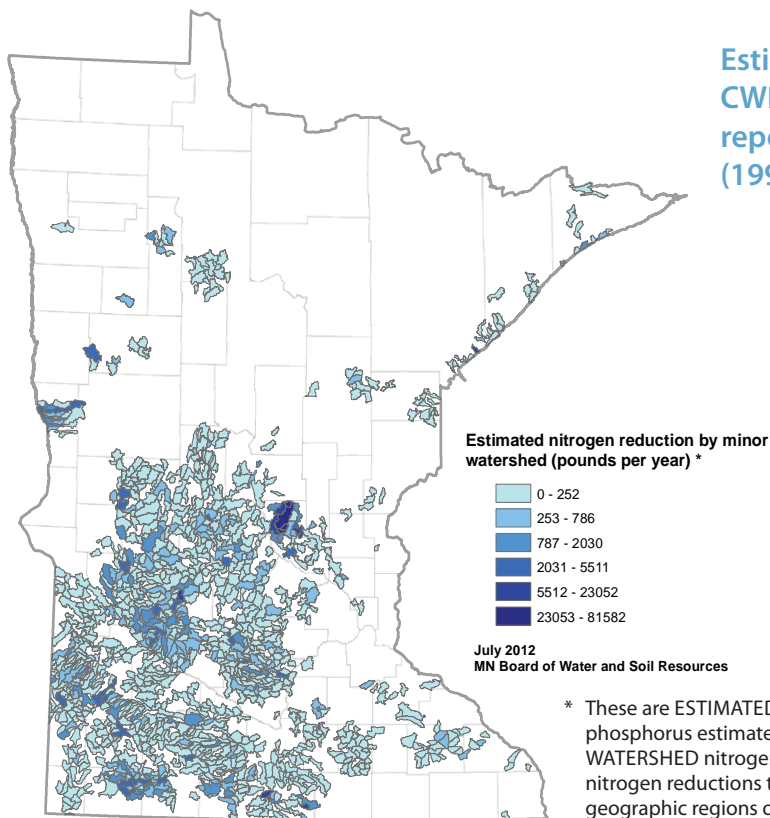 Esti
CWI
repo
(199
Estimated nitrogen reduction by minor
watershed (pounds per year) *
0 - 252
253 - 786
787 - 2030
2031 - 5511
5512 - 23052
23053 - 81582
July 2012
MN Board of Water and Soil Resources
* These are ESTIMATED
phosphorus estimate
WATERSHED nitroge
nitrogen reductions t
geographic regions o